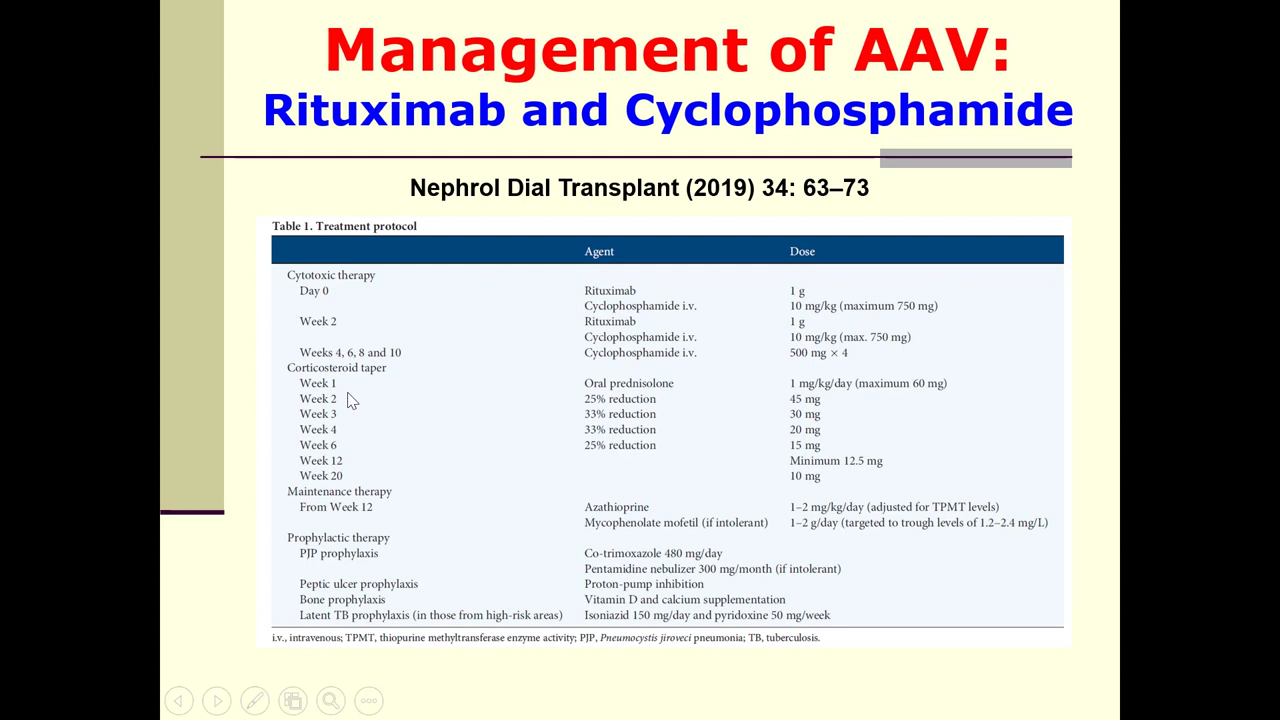 Management of AAV:
Rituximab and Cyclophosphamide
Nephrol Dial Transplant (2019) 34: 63–73
Table 1. Treatment protocol
Agent Dose
Cytotoxic therapy
Day 0 Rituximab 1 g
Cyclophosphamide i.v. 10 mg/kg (maximum 750 mg)
Week 2 Rituximab 1 g
Cyclophosphamide i.v. 10 mg/kg (max. 750 mg)
Weeks 4, 6, 8 and 10 Cyclophosphamide i.v. 500 mg × 4
Corticosteroid taper
Week 1 Oral prednisolone 1 mg/kg/day (maximum 60 mg)
Week 2 25% reduction 45 mg
Week 3 33% reduction 30 mg
Week 4 33% reduction 20 mg
Week 6 25% reduction 15 mg
Week 12 Minimum 12.5 mg
Week 20 10 mg
Maintenance therapy
From Week 12 Azathioprine 1–2 mg/kg/day (adjusted for TPMT levels)
Mycophenolate mofetil (if intolerant) 1–2 g/day (targeted to trough levels of 1.2–2.4 mg/L)
Prophylactic therapy
PJP prophylaxis Co-trimoxazole 480 mg/day
Pentamidine nebulizer 300 mg/month (if intolerant)
Peptic ulcer prophylaxis Proton-pump inhibition
Bone prophylaxis Vitamin D and calcium supplementation
Latent TB prophylaxis (in those from high-risk areas) Isoniazid 150 mg/day and pyridoxine 50 mg/week
i.v., intravenous; TPMT, thiopurine methyltransferase enzyme activity; PJP, Pneumocystis jiroveci pneumonia; TB, tuberculosis.